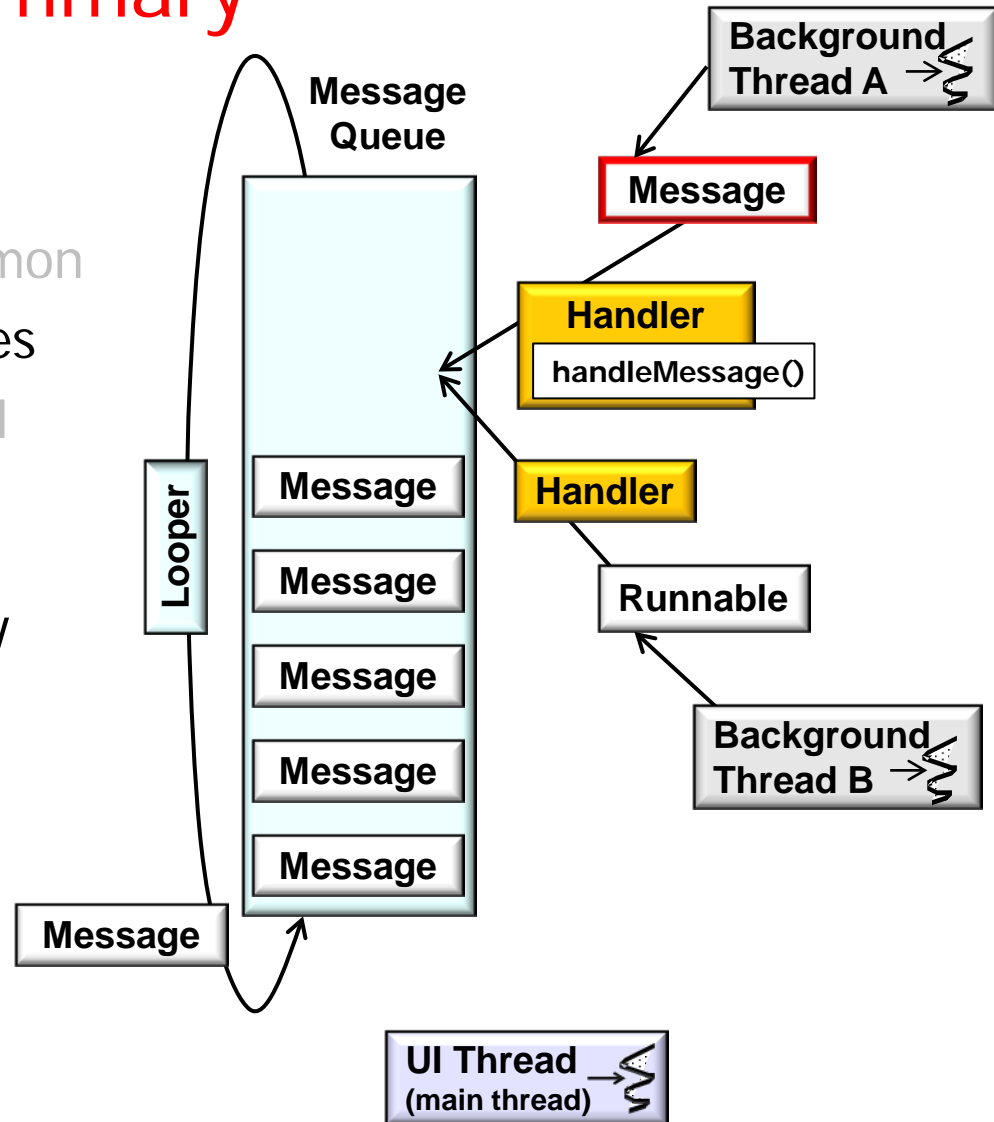 Message
Queue
Background
Thread A
Message
Handler
handleMessage()
Handler
Runnable
Background
Thread B
Looper
Message
Message
Message
Message
Message
Message
UI Thread
(main thread)